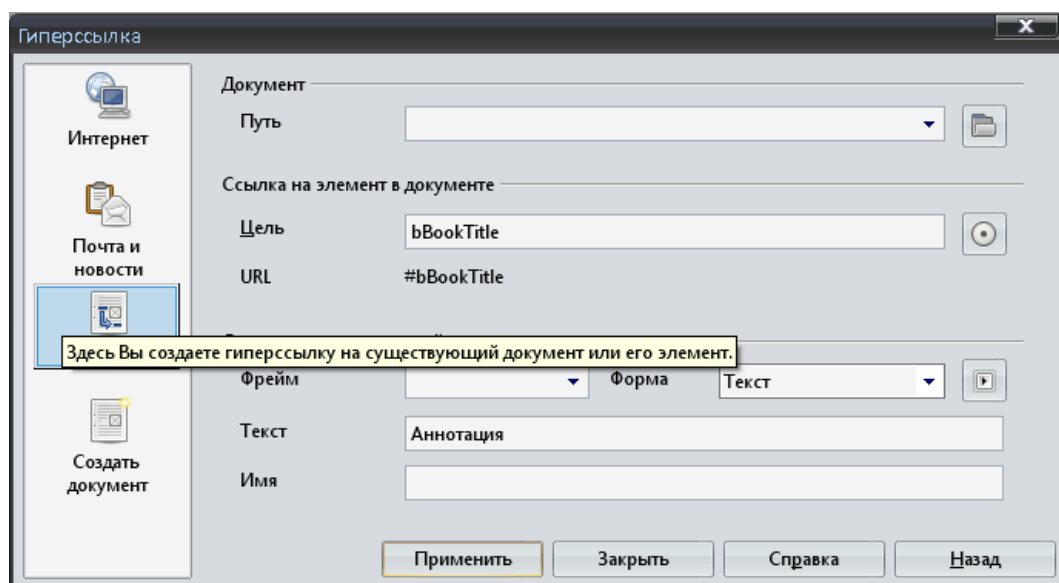 Гиперссылка
X
Интернет
Почта и
новости
Здесь Вы создаете гиперссылку на существующий документ или его элемент.
Создать
документ
Документ
Путь
Ссылка на элемент в документе
Цель bBookTitle
URL #bBookTitle
Фрейм Форма Текст
Текст Аннотация
Имя
Применить Закрыть Справка Назад